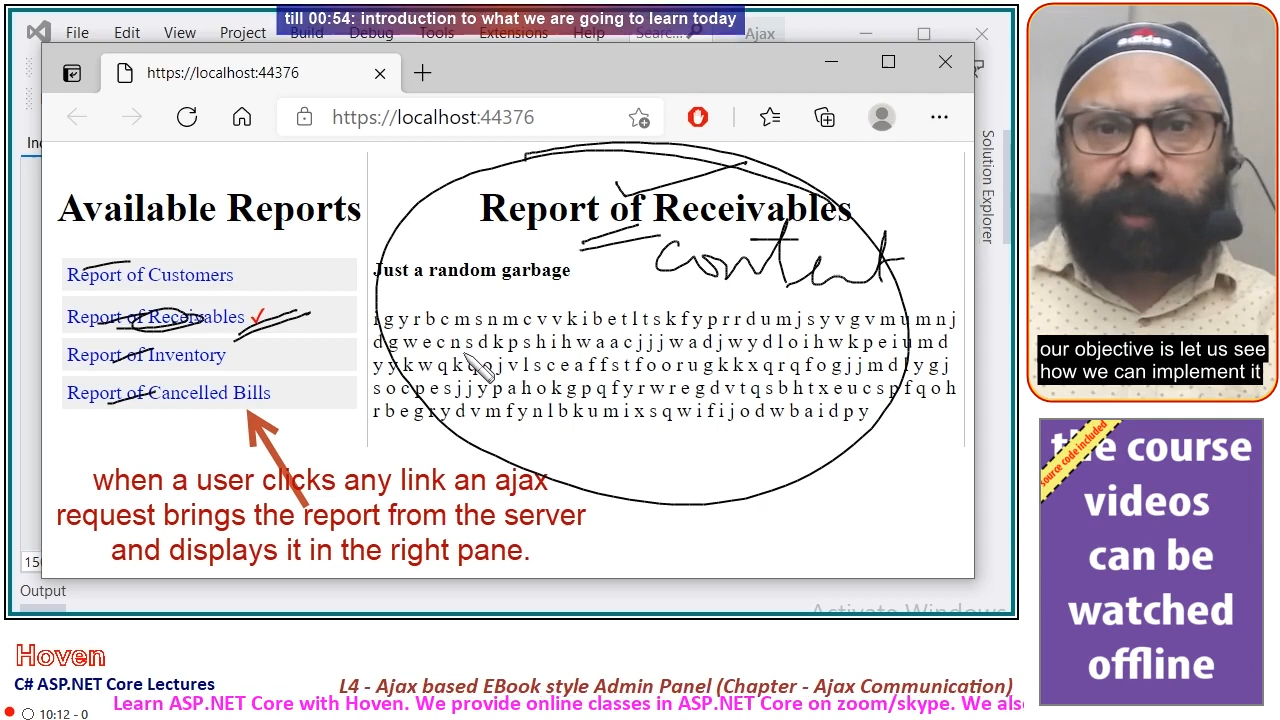 till 00:54: introduction to what we are going to learn today
File Edit View Project Build Debug Tools Extensions Help Searc... Ajax
https://localhost:44376
https://localhost:44376
Solution Explorer
Available Reports
Report of Customers
Report of Receivables
Report of Inventory
Report of Cancelled Bills
Report of Receivables
content
Just a random garbage
g y r b c m s n m c v v k i b e t l t s k f y p r r d u m j s y v g v m u m n j
d g w e c n s d k p s h i h w a a c j j j w a d j w y d l o i h w k p e i u m d
y y k w q k q o j v l s c e a f f s t f o o r u g k k x q r q f o g j j m d l y g j
s o c p e s j j y p a h o k g p q f y r w r e g d v t q s b h t x e u c s p f q o h
r b e g r y d v m f y n l b k u m i x s q w i f i j o d w b a i d p y
when a user clicks any link an ajax
request brings the report from the server
and displays it in the right pane.
15
Output
Activate Windows
adidas
our objective is let us see
how we can implement it
source code included
the course
videos
can be
watched
offline
Hoven
C# ASP.NET Core Lectures
L4 - Ajax based EBook style Admin Panel (Chapter - Ajax Communication)
10:12 - 0
Learn ASP.NET Core with Hoven. We provide online classes in ASP.NET Core on zoom/skype. We als